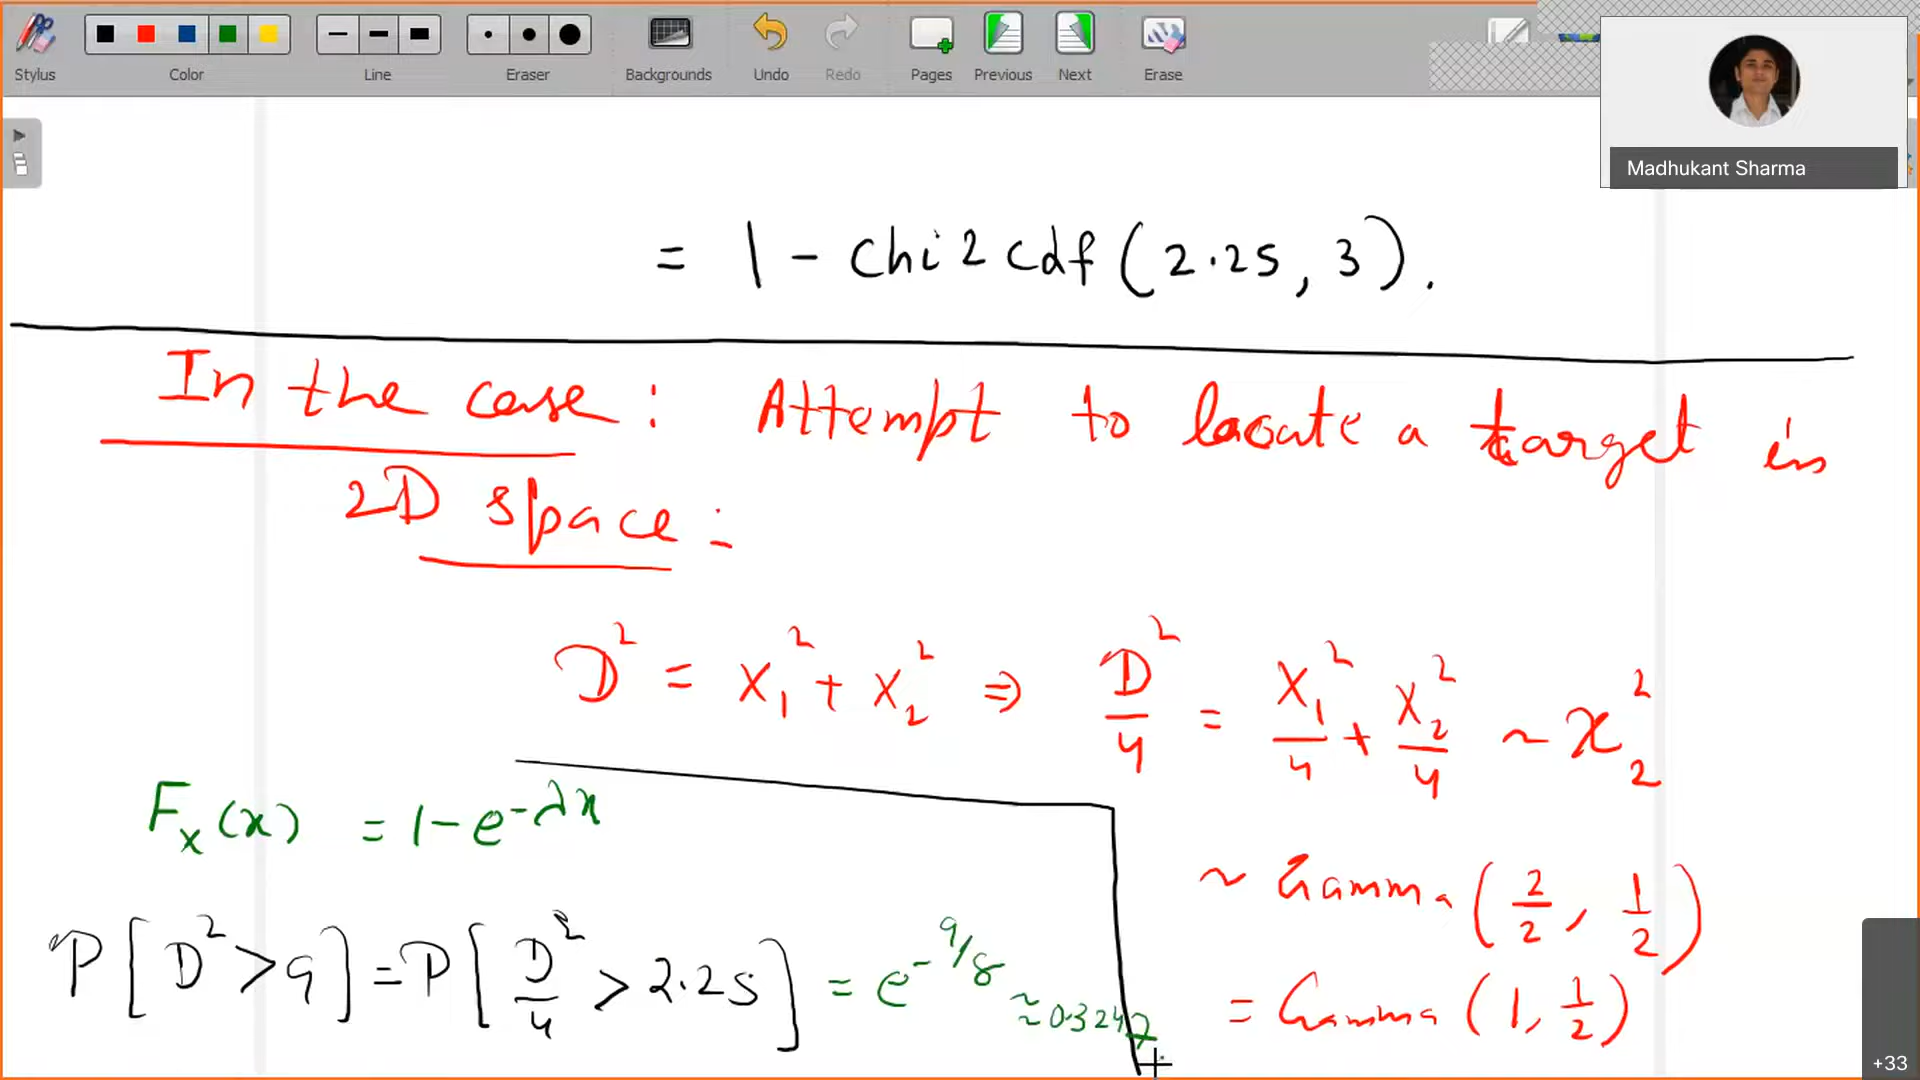 Stylus Color Line Eraser Backgrounds Undo Redo Pages Previous Next Erase
Madhukant Sharma
= 1 - Chi2cdf(2.25, 3).
In the case: Attempt to locate a target in
2D space:
D² = X₁² + X₂² ⇒ D²/4 = X₁²/4 + X₂²/4 ~ χ₂²
F_X(x) = 1 - e^{-λx}
~ Gamma(2/2, 1/2)
P[D² > 9] = P[D²/4 > 2.25] = e^{-9/8} ≈ 0.3247
= Gamma(1, 1/2)
+33